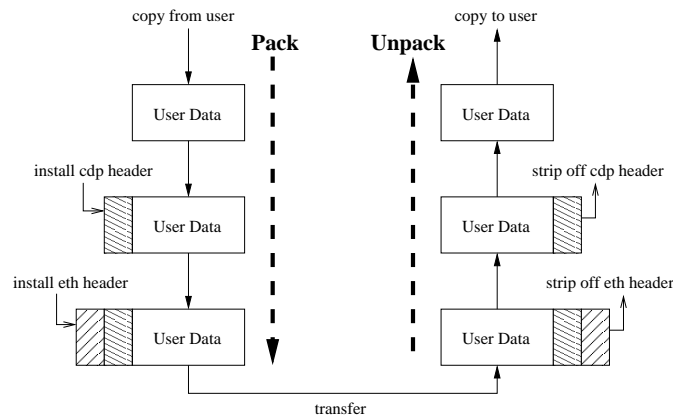 copy from user
copy to user
Pack
Unpack
User Data
User Data
install cdp header
strip off cdp header
User Data
User Data
install eth header
strip off eth header
User Data
User Data
transfer